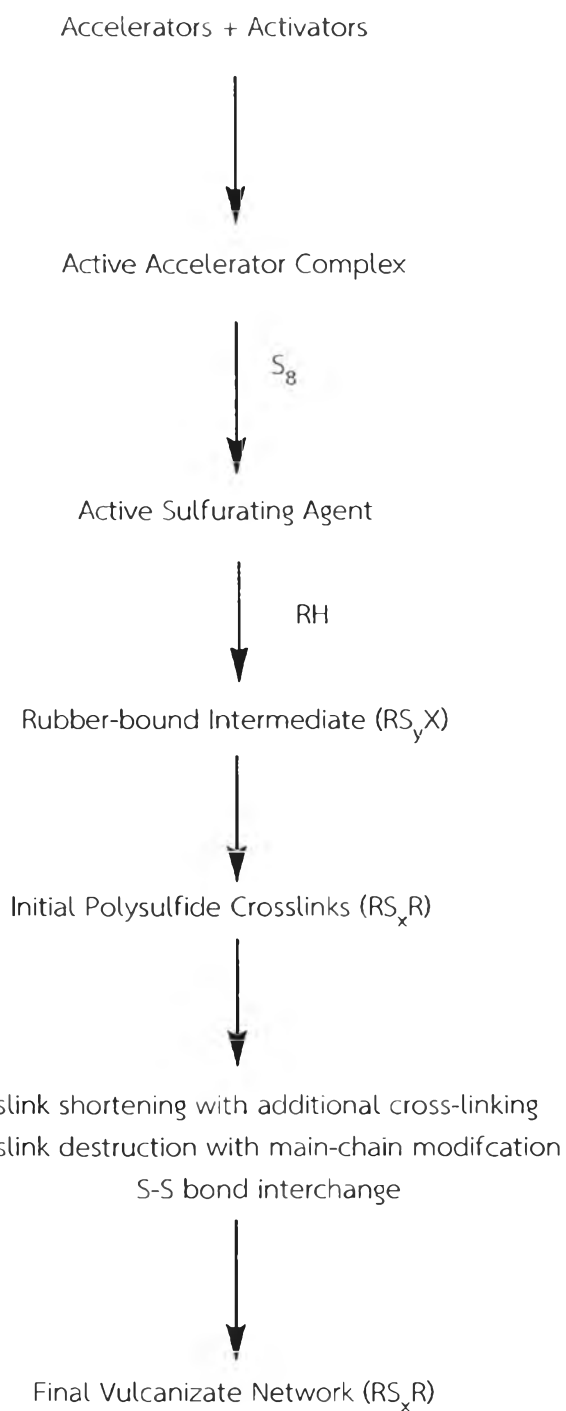 Accelerators + Activators
Active Accelerator Complex
S₈
Active Sulfurating Agent
RH
Rubber-bound Intermediate (RSᵧX)
Initial Polysulfide Crosslinks (RSₓR)
slink shortening with additional cross-linking
slink destruction with main-chain modifcation
S-S bond interchange
Final Vulcanizate Network (RSₓR)